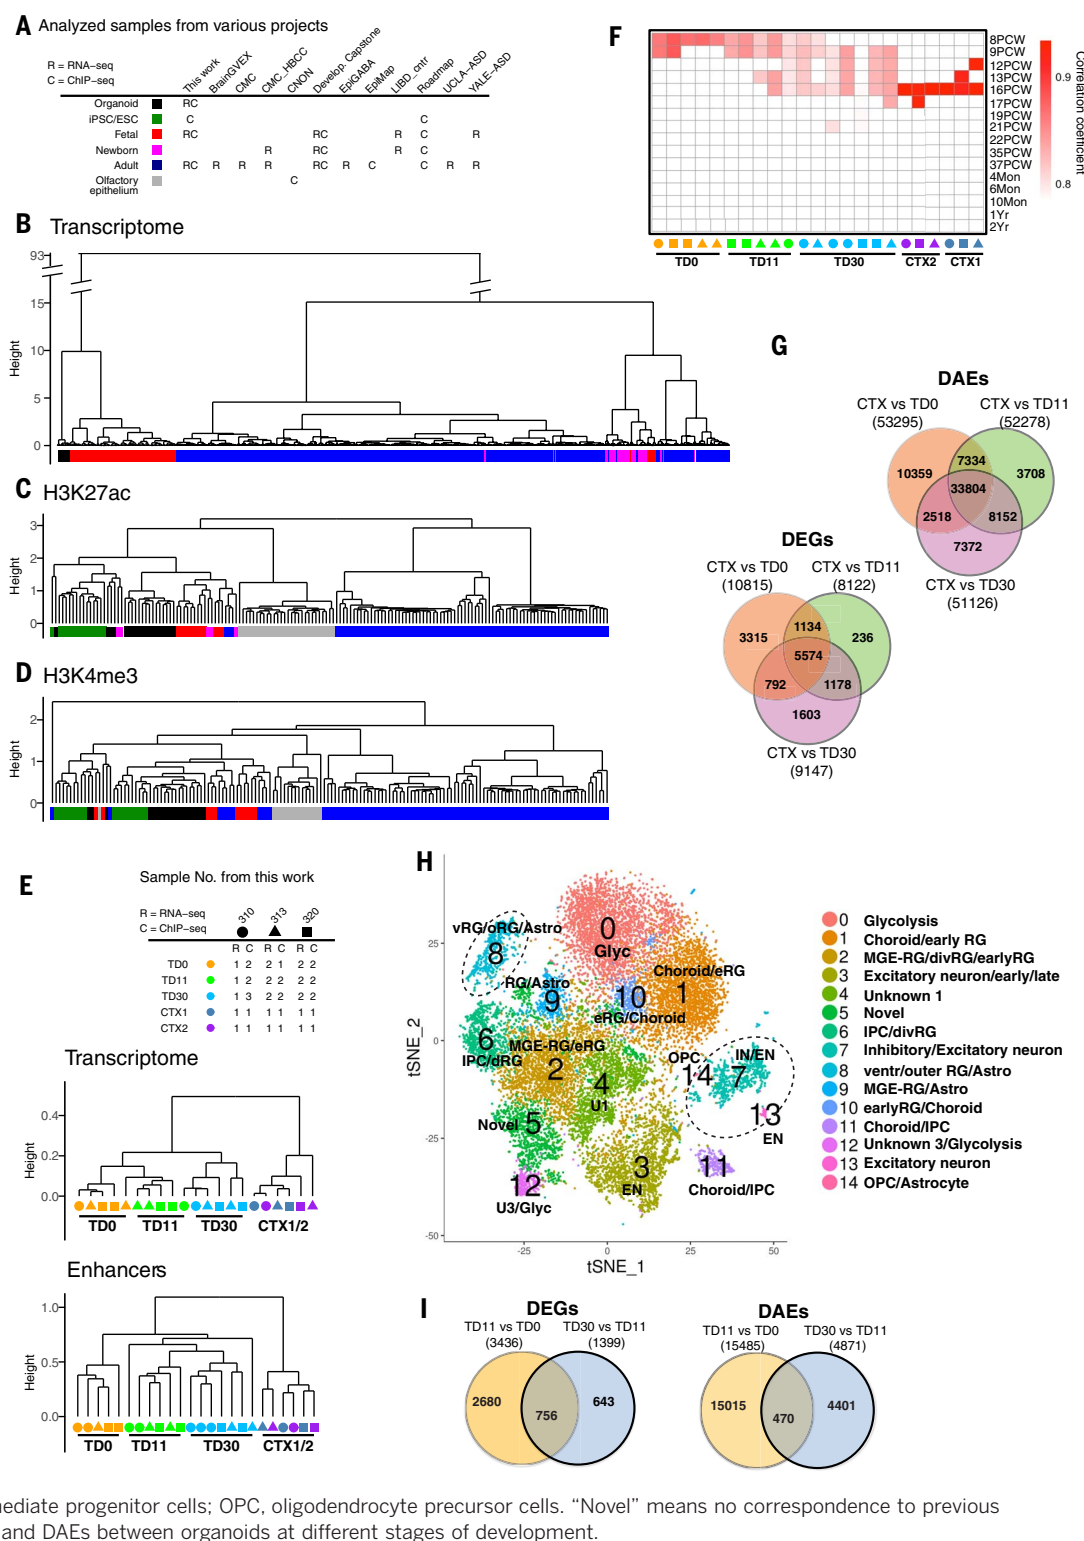 A Analyzed samples from various projects
R = RNA-seq
C = ChIP-seq
This work BrainGVEX CMC CMC_HBCC CNON Develop. Capstone EpiGABA EpiMap LIBD_cntr Roadmap UCLA-ASD YALE-ASD
Organoid RC
iPSC/ESC C C
Fetal RC RC R C R
Newborn R RC R C
Adult RC R R R RC R C C R R
Olfactory epithelium C
B Transcriptome
Height
93
15
10
5
0
C H3K27ac
Height
3
2
1
0
D H3K4me3
Height
2
1
0
E
Sample No. from this work
R = RNA-seq
C = ChIP-seq
310 313 320
R C R C R C
TD0 1 2 2 1 2 2
TD11 1 2 2 2 2 2
TD30 1 3 2 2 2 2
CTX1 1 1 1 1 1 1
CTX2 1 1 1 1 1 1
Transcriptome
Height
0.4
0.2
0.0
TD0 TD11 TD30 CTX1/2
Enhancers
Height
1.0
0.5
0.0
TD0 TD11 TD30 CTX1/2
F
8PCW
9PCW
12PCW
13PCW
16PCW
17PCW
19PCW
21PCW
22PCW
35PCW
37PCW
4Mon
6Mon
10Mon
1Yr
2Yr
TD0 TD11 TD30 CTX2 CTX1
Correlation coefficient
0.9
0.8
G
DAEs
CTX vs TD0 CTX vs TD11
(53295) (52278)
10359 7334 3708
33804
2518 8152
7372
CTX vs TD30
(51126)
DEGs
CTX vs TD0 CTX vs TD11
(10815) (8122)
3315 1134 236
5574
792 1178
1603
CTX vs TD30
(9147)
H
tSNE_2
25
0
-25
-50
-25 0 25 50
tSNE_1
vRG/oRG/Astro
8
0
Glyc
Choroid/eRG
1
RG/Astro
9
10
eRG/Choroid
6
IPC/dRG
MGE-RG/eRG
2
4
U1
OPC
14
IN/EN
7
13
EN
Novel
5
3
EN
11
Choroid/IPC
12
U3/Glyc
0 Glycolysis
1 Choroid/early RG
2 MGE-RG/divRG/earlyRG
3 Excitatory neuron/early/late
4 Unknown 1
5 Novel
6 IPC/divRG
7 Inhibitory/Excitatory neuron
8 ventr/outer RG/Astro
9 MGE-RG/Astro
10 earlyRG/Choroid
11 Choroid/IPC
12 Unknown 3/Glycolysis
13 Excitatory neuron
14 OPC/Astrocyte
I
DEGs
TD11 vs TD0 TD30 vs TD11
(3436) (1399)
2680 756 643
DAEs
TD11 vs TD0 TD30 vs TD11
(15485) (4871)
15015 470 4401
nediate progenitor cells; OPC, oligodendrocyte precursor cells. “Novel” means no correspondence to previous
and DAEs between organoids at different stages of development.